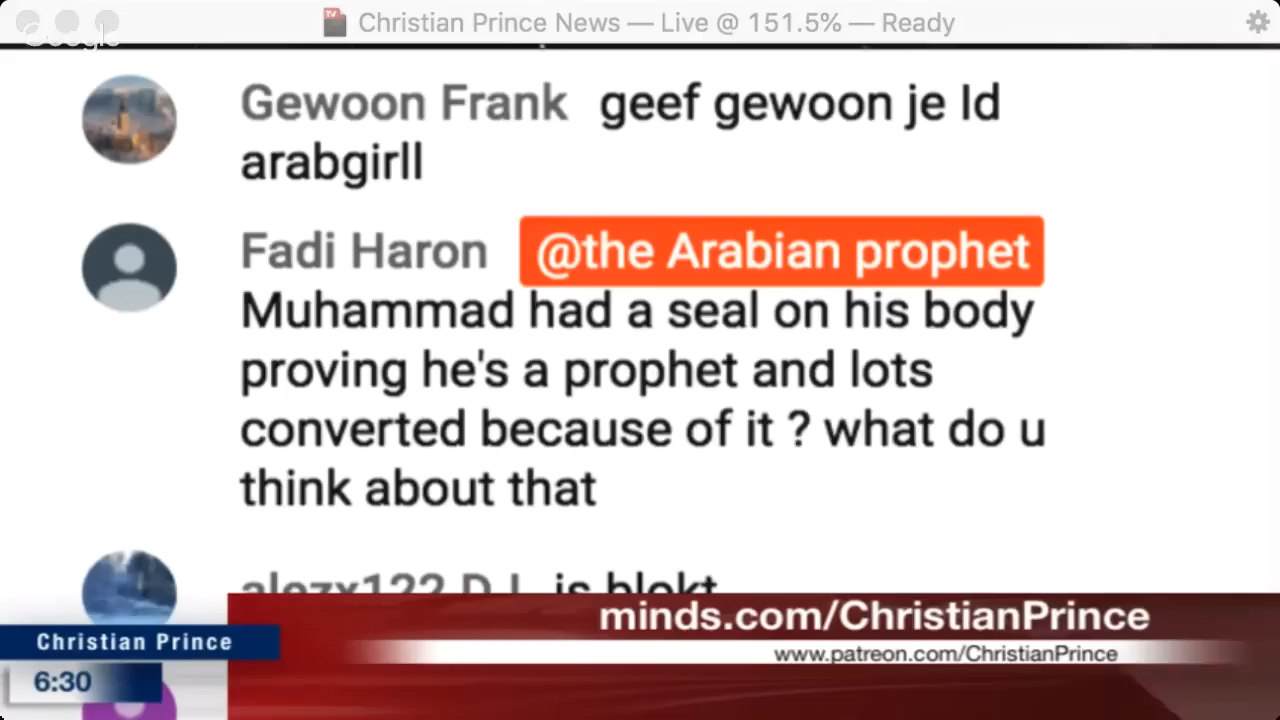 Christian Prince News — Live @ 151.5% — Ready
Google
Gewoon Frank geef gewoon je Id
arabgirll
Fadi Haron @the Arabian prophet
Muhammad had a seal on his body
proving he's a prophet and lots
converted because of it ? what do u
think about that
is blokt
minds.com/ChristianPrince
www.patreon.com/ChristianPrince
Christian Prince
6:30